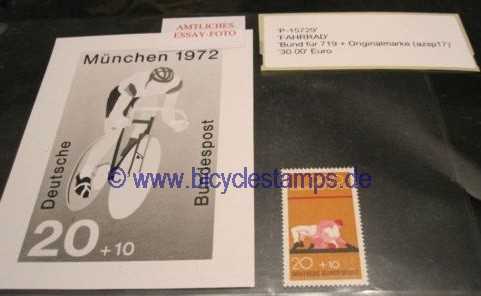 AMTLICHES
ESSAY-FOTO
München 1972
Deutsche
Bundespost
20 +10
'P-15729'
'FAHRRAD'
'Bund für 719 + Originalmarke (azsp17)
'30.00' Euro
© www.bicyclestamps.de
20 +10